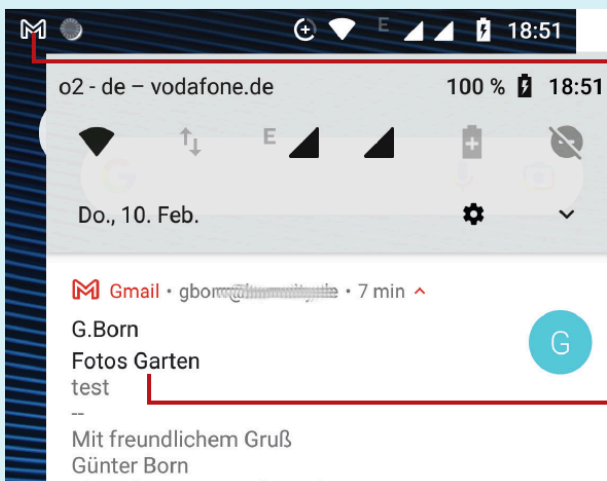 E 18:51
o2 - de – vodafone.de 100 % 18:51
E
Do., 10. Feb.
Gmail • gborn • 7 min
G.Born
Fotos Garten
G
test
--
Mit freundlichem Gruß
Günter Born